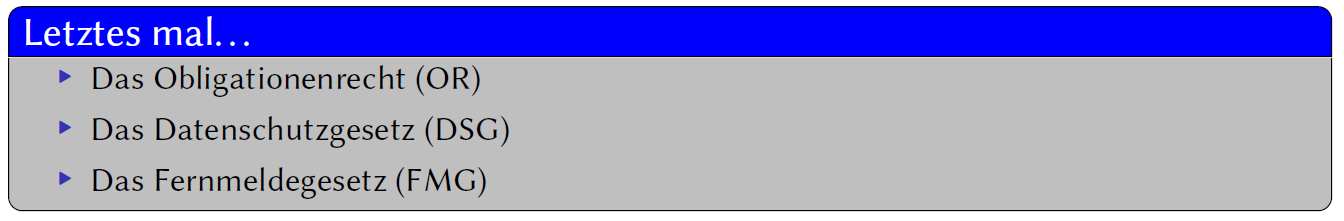 Letztes mal…
Das Obligationenrecht (OR)
Das Datenschutzgesetz (DSG)
Das Fernmeldegesetz (FMG)